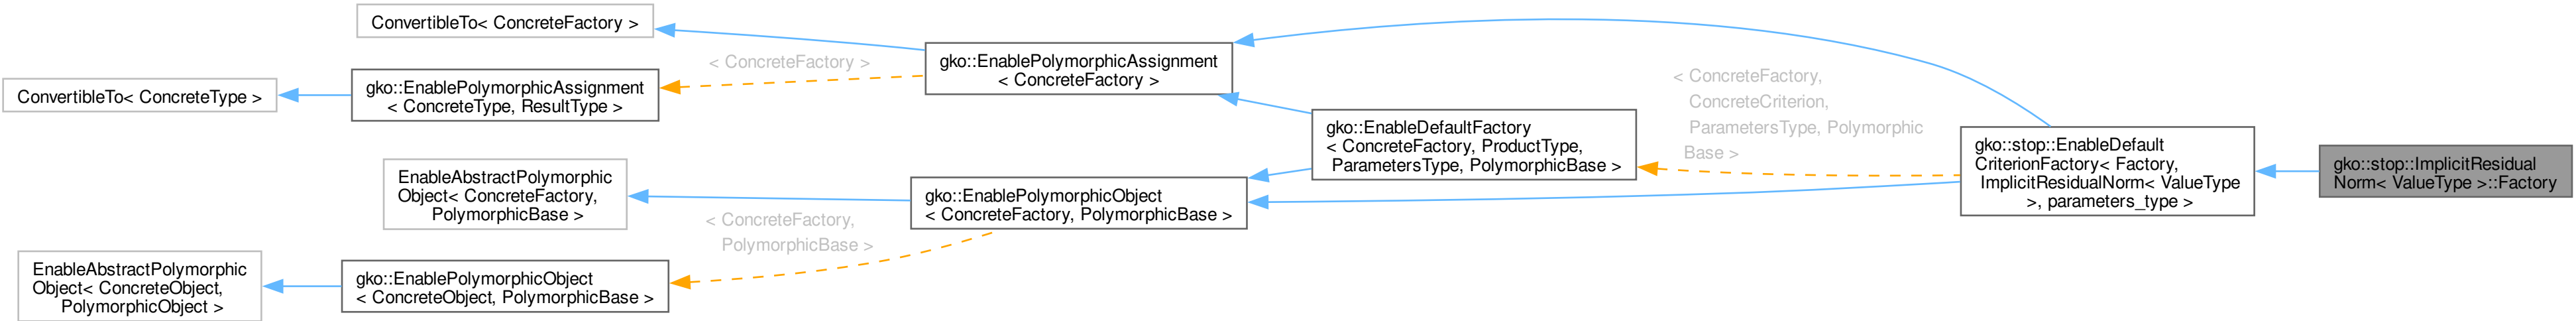 ConvertibleTo< ConcreteFactory >
ConvertibleTo< ConcreteType >
gko::EnablePolymorphicAssignment
< ConcreteType, ResultType >
EnableAbstractPolymorphic
Object< ConcreteFactory,
PolymorphicBase >
EnableAbstractPolymorphic
Object< ConcreteObject,
PolymorphicObject >
gko::EnablePolymorphicObject
< ConcreteObject, PolymorphicBase >
< ConcreteFactory >
< ConcreteFactory,
PolymorphicBase >
gko::EnablePolymorphicAssignment
< ConcreteFactory >
gko::EnablePolymorphicObject
< ConcreteFactory, PolymorphicBase >
gko::EnableDefaultFactory
< ConcreteFactory, ProductType,
ParametersType, PolymorphicBase >
< ConcreteFactory,
ConcreteCriterion,
ParametersType, Polymorphic
Base >
gko::stop::EnableDefault
CriterionFactory< Factory,
ImplicitResidualNorm< ValueType
>, parameters_type >
gko::stop::ImplicitResidual
Norm< ValueType >::Factory